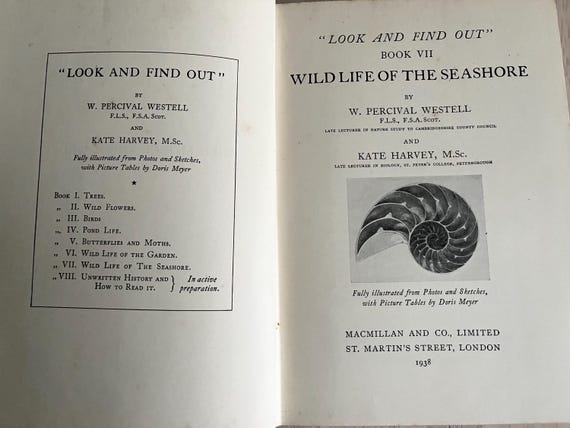 "LOOK AND FIND OUT"
BY
W. PERCIVAL WESTELL
F.L.S., F.S.A. Scot.
AND
KATE HARVEY, M.Sc.
Fully illustrated from Photos and Sketches,
with Picture Tables by Doris Meyer
Book I. Trees.
„ II. Wild Flowers.
„ III. Birds
„ IV. Pond Life.
„ V. Butterflies and Moths.
„ VI. Wild Life of the Garden.
„ VII. Wild Life of The Seashore.
„ VIII. Unwritten History and How to Read it. } In active preparation.
"LOOK AND FIND OUT"
BOOK VII
WILD LIFE OF THE SEASHORE
BY
W. PERCIVAL WESTELL
F.L.S., F.S.A. Scot.
LATE LECTURER IN NATURE STUDY TO CAMBRIDGESHIRE COUNTY COUNCIL
AND
KATE HARVEY, M.Sc.
LATE LECTURER IN BIOLOGY, ST. PETER'S COLLEGE, PETERBOROUGH
Fully illustrated from Photos and Sketches,
with Picture Tables by Doris Meyer
MACMILLAN AND CO., LIMITED
ST. MARTIN'S STREET, LONDON
1938